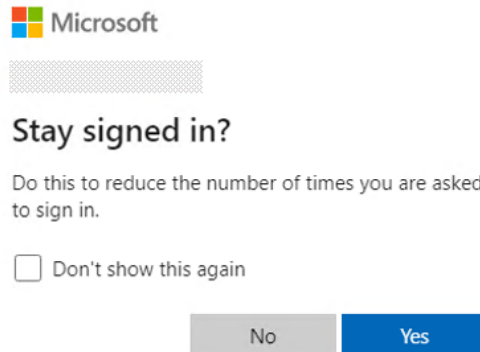 Microsoft
Stay signed in?
Do this to reduce the number of times you are asked
to sign in.
Don't show this again
No
Yes